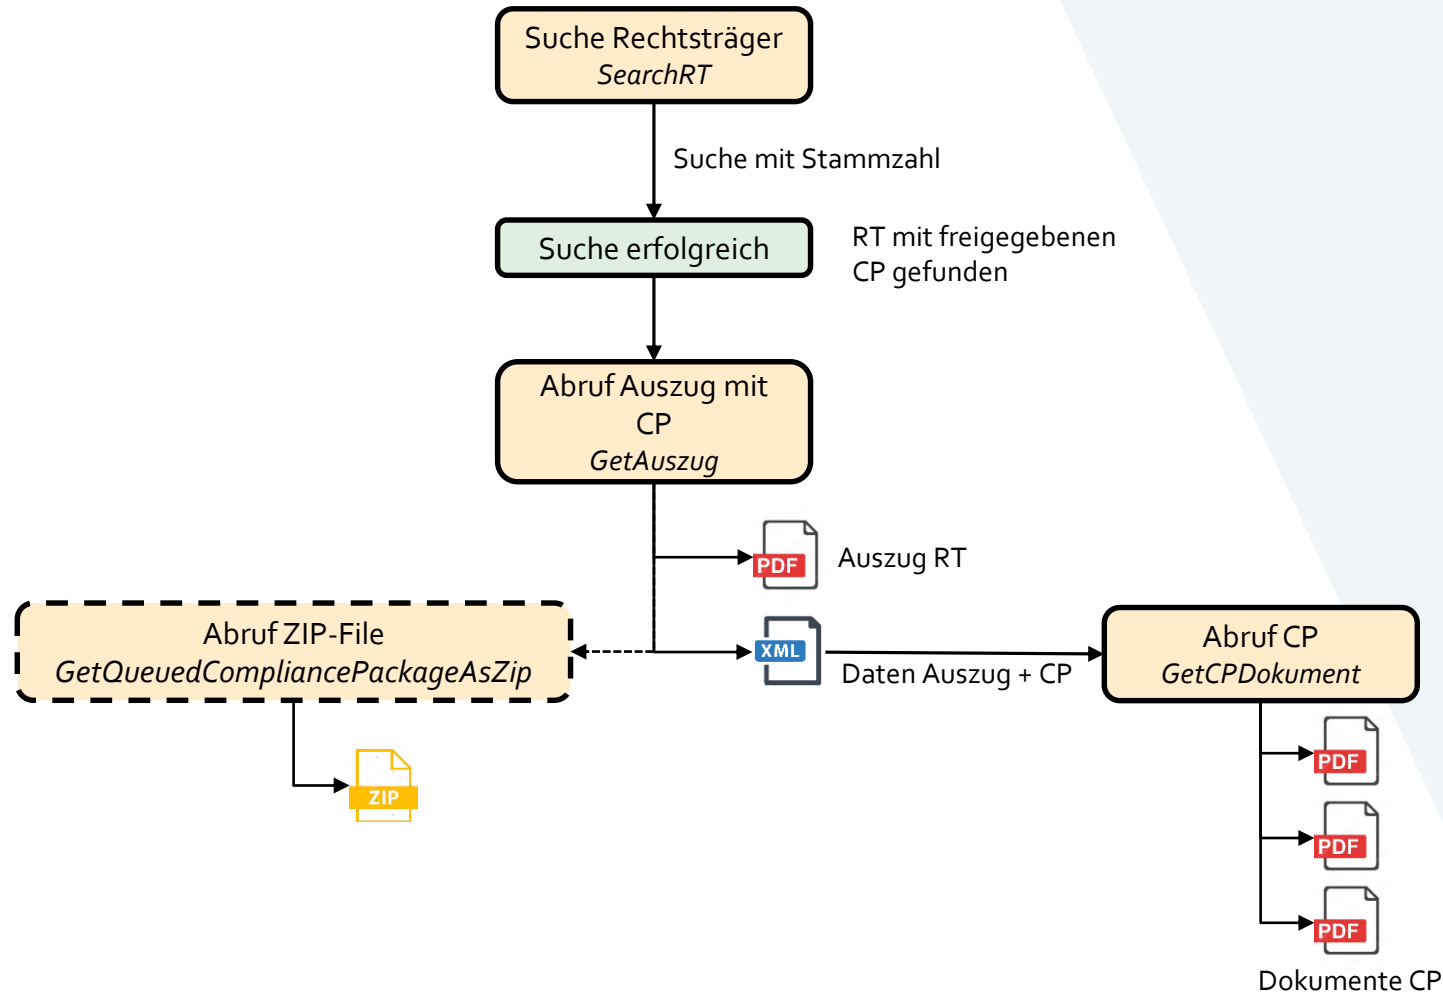 Suche Rechtsträger
SearchRT
Suche mit Stammzahl
Suche erfolgreich
RT mit freigegebenen
CP gefunden
Abruf Auszug mit
CP
GetAuszug
PDF
Auszug RT
Abruf ZIP-File
GetQueuedCompliancePackageAsZip
XML
Daten Auszug + CP
Abruf CP
GetCPDokument
ZIP
PDF
PDF
PDF
Dokumente CP